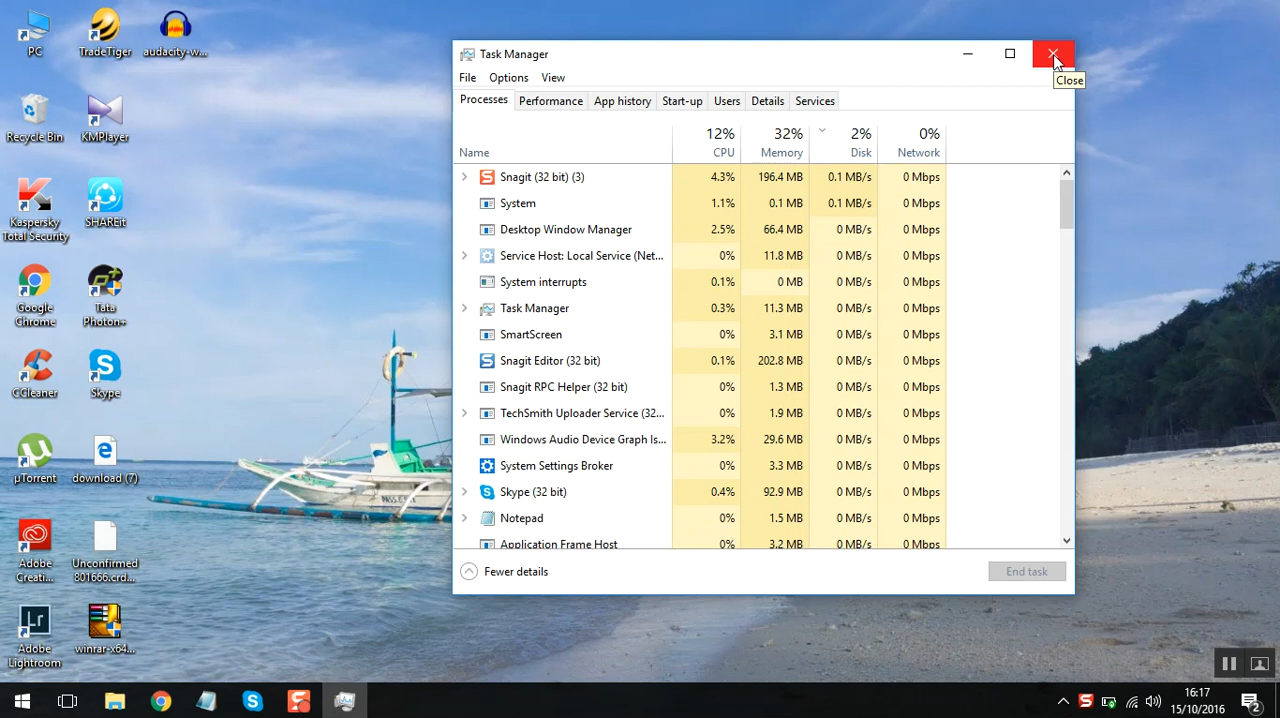 PC
TradeTiger
audacity-w...
Recycle Bin
KMPlayer
Kaspersky
Total Security
SHAREit
Google
Chrome
Tata
Photon+
CCleaner
Skype
µTorrent
download (7)
Adobe
Creati...
Unconfirmed
801666.crd...
Adobe
Lightroom
winrar-x64...
Task Manager
Close
File Options View
Processes Performance App history Start-up Users Details Services
12% 32% 2% 0%
Name CPU Memory Disk Network
Snagit (32 bit) (3) 4.3% 196.4 MB 0.1 MB/s 0 Mbps
System 1.1% 0.1 MB 0.1 MB/s 0 Mbps
Desktop Window Manager 2.5% 66.4 MB 0 MB/s 0 Mbps
Service Host: Local Service (Net... 0% 11.8 MB 0 MB/s 0 Mbps
System interrupts 0.1% 0 MB 0 MB/s 0 Mbps
Task Manager 0.3% 11.3 MB 0 MB/s 0 Mbps
SmartScreen 0% 3.1 MB 0 MB/s 0 Mbps
Snagit Editor (32 bit) 0.1% 202.8 MB 0 MB/s 0 Mbps
Snagit RPC Helper (32 bit) 0% 1.3 MB 0 MB/s 0 Mbps
TechSmith Uploader Service (32... 0% 1.9 MB 0 MB/s 0 Mbps
Windows Audio Device Graph Is... 3.2% 29.6 MB 0 MB/s 0 Mbps
System Settings Broker 0% 3.3 MB 0 MB/s 0 Mbps
Skype (32 bit) 0.4% 92.9 MB 0 MB/s 0 Mbps
Notepad 0% 1.5 MB 0 MB/s 0 Mbps
Application Frame Host 0% 3.2 MB 0 MB/s 0 Mbps
Fewer details End task
16:17
15/10/2016
2